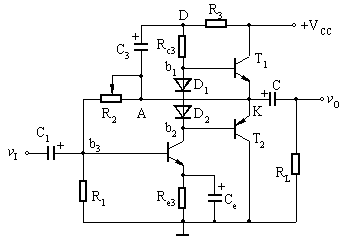 D
R3
+VCC
C3
Rc3
b1
T1
D1
C
vO
R2
A
K
D2
C1
b2
T2
vI
b3
RL
R1
Re3
Ce